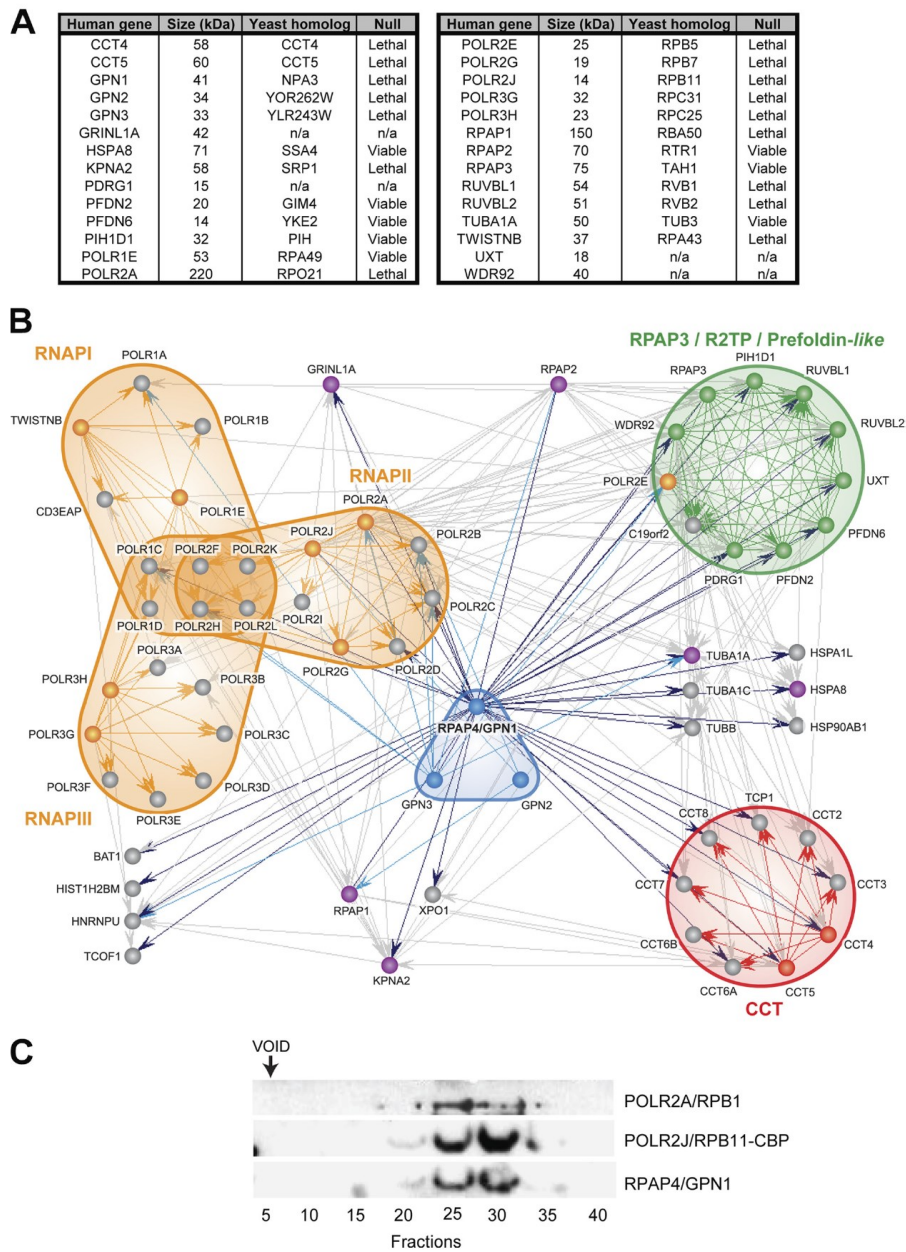 A
Human gene Size (kDa) Yeast homolog Null
CCT4 58 CCT4 Lethal
CCT5 60 CCT5 Lethal
GPN1 41 NPA3 Lethal
GPN2 34 YOR262W Lethal
GPN3 33 YLR243W Lethal
GRINL1A 42 n/a n/a
HSPA8 71 SSA4 Viable
KPNA2 58 SRP1 Lethal
PDRG1 15 n/a n/a
PFDN2 20 GIM4 Viable
PFDN6 14 YKE2 Viable
PIH1D1 32 PIH Viable
POLR1E 53 RPA49 Viable
POLR2A 220 RPO21 Lethal
Human gene Size (kDa) Yeast homolog Null
POLR2E 25 RPB5 Lethal
POLR2G 19 RPB7 Lethal
POLR2J 14 RPB11 Lethal
POLR3G 32 RPC31 Lethal
POLR3H 23 RPC25 Lethal
RPAP1 150 RBA50 Lethal
RPAP2 70 RTR1 Viable
RPAP3 75 TAH1 Viable
RUVBL1 54 RVB1 Lethal
RUVBL2 51 RVB2 Lethal
TUBA1A 50 TUB3 Viable
TWISTNB 37 RPA43 Lethal
UXT 18 n/a n/a
WDR92 40 n/a n/a
B
RNAPI
POLR1A
TWISTNB
POLR1B
CD3EAP
POLR1E
GRINL1A
RPAP2
RPAP3 / R2TP / Prefoldin-like
PIH1D1
RPAP3
RUVBL1
WDR92
RUVBL2
POLR2E
UXT
C19orf2
PFDN6
PDRG1
PFDN2
RNAPII
POLR2A
POLR2J
POLR2B
POLR1C
POLR2F
POLR2K
POLR2I
POLR2C
POLR1D
POLR2H
POLR2L
POLR2G
POLR2D
POLR3A
POLR3H
POLR3B
POLR3G
POLR3C
POLR3F
POLR3D
POLR3E
RNAPIII
RPAP4/GPN1
GPN3
GPN2
TUBA1A
HSPA1L
TUBA1C
HSPA8
TUBB
HSP90AB1
BAT1
HIST1H2BM
HNRNPU
TCOF1
RPAP1
XPO1
KPNA2
TCP1
CCT8
CCT2
CCT7
CCT3
CCT6B
CCT4
CCT6A
CCT5
CCT
C
VOID
POLR2A/RPB1
POLR2J/RPB11-CBP
RPAP4/GPN1
5 10 15 20 25 30 35 40
Fractions